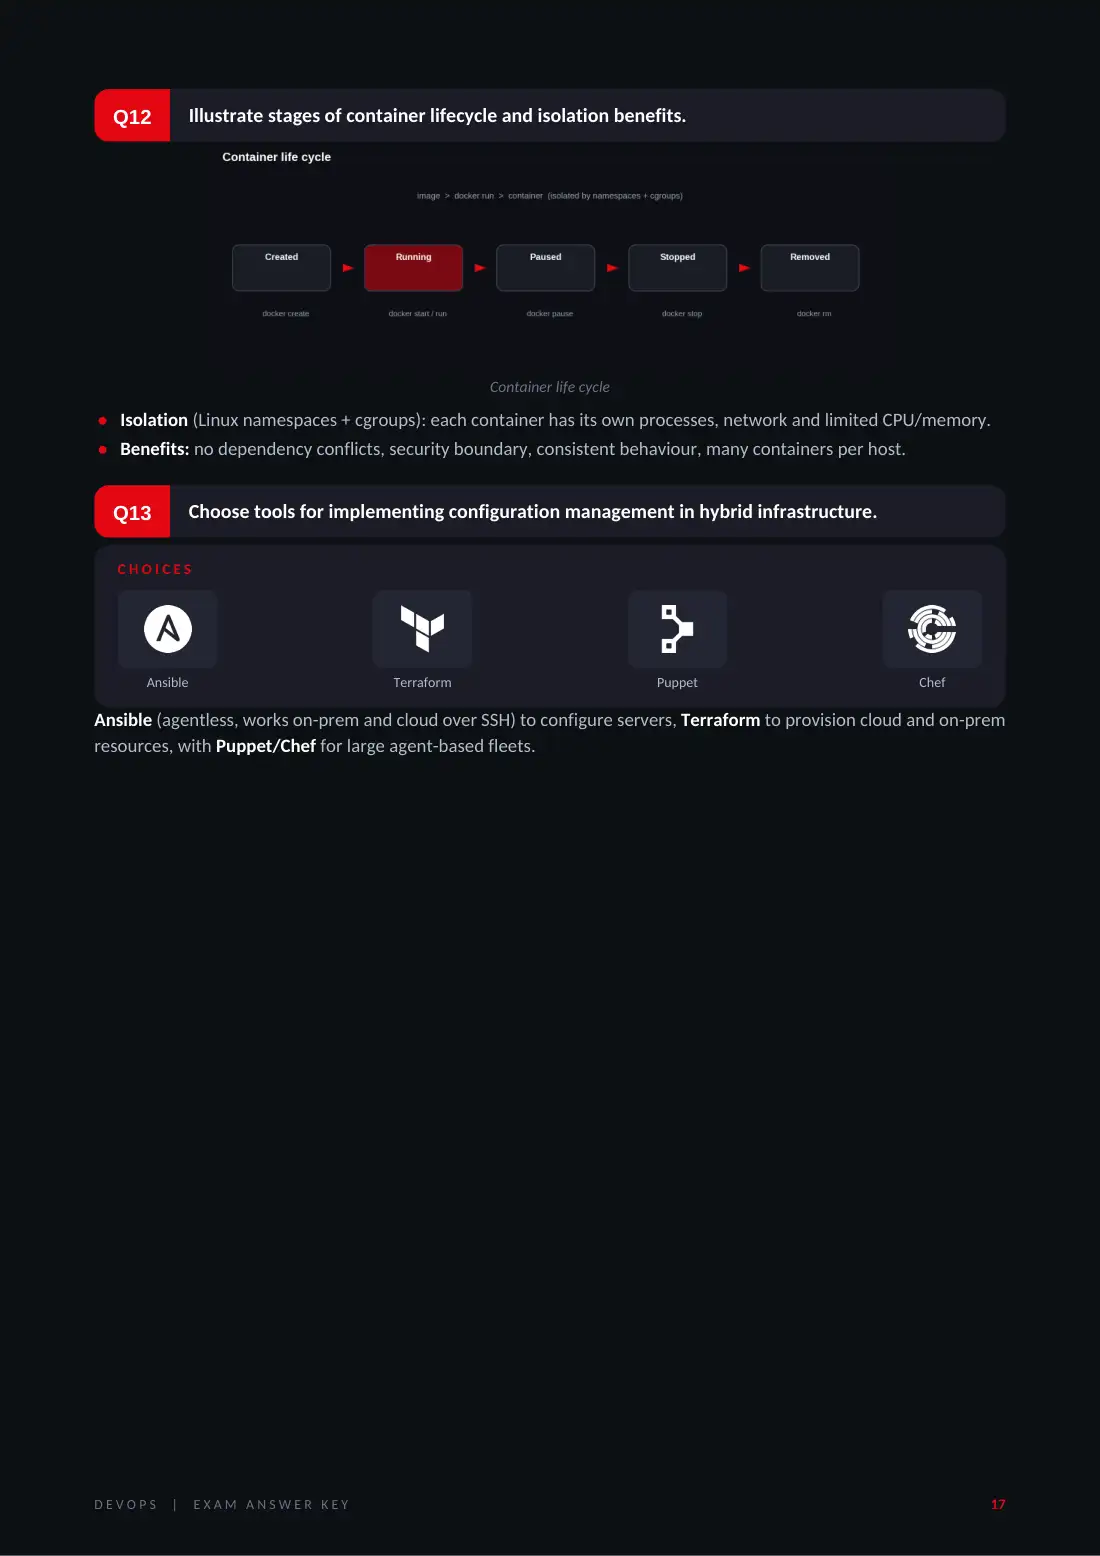 Q12 Illustrate stages of container lifecycle and isolation benefits.
Container life cycle
image > docker run > container (isolated by namespaces + cgroups)
Created Running Paused Stopped Removed
docker create docker start / run docker pause docker stop docker rm
Container life cycle
• Isolation (Linux namespaces + cgroups): each container has its own processes, network and limited CPU/memory.
• Benefits: no dependency conflicts, security boundary, consistent behaviour, many containers per host.
Q13 Choose tools for implementing configuration management in hybrid infrastructure.
CHOICES
Ansible Terraform Puppet Chef
Ansible (agentless, works on-prem and cloud over SSH) to configure servers, Terraform to provision cloud and on-prem
resources, with Puppet/Chef for large agent-based fleets.
DEVOPS | EXAM ANSWER KEY 17